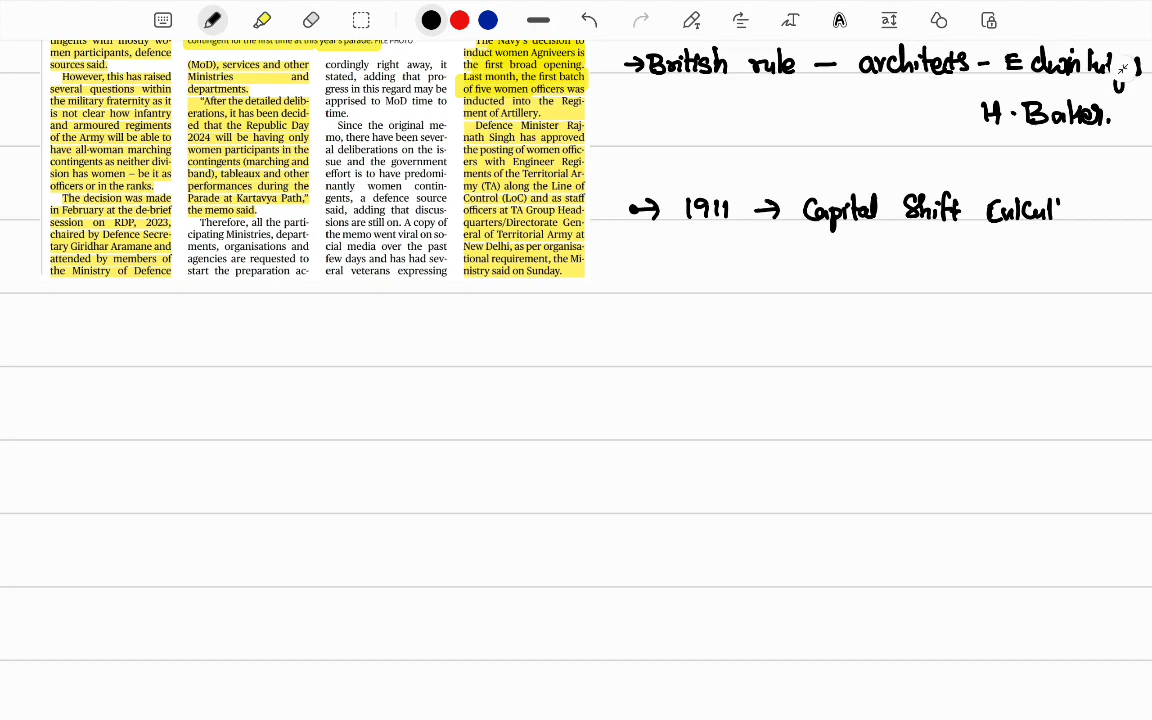 tingents with mostly wo-
men participants, defence
sources said.
However, this has raised
several questions within
the military fraternity as it
is not clear how infantry
and armoured regiments
of the Army will be able to
have all-woman marching
contingents as neither divi-
sion has women – be it as
officers or in the ranks.
The decision was made
in February at the de-brief
session on RDP, 2023,
chaired by Defence Secre-
tary Giridhar Aramane and
attended by members of
the Ministry of Defence
contingent for the first time at this year's parade. FILE PHOTO
(MoD), services and other
Ministries and
departments.
“After the detailed delib-
erations, it has been decid-
ed that the Republic Day
2024 will be having only
women participants in the
contingents (marching and
band), tableaux and other
performances during the
Parade at Kartavya Path,”
the memo said.
Therefore, all the parti-
cipating Ministries, depart-
ments, organisations and
agencies are requested to
start the preparation ac-
cordingly right away, it
stated, adding that pro-
gress in this regard may be
apprised to MoD time to
time.
Since the original me-
mo, there have been sever-
al deliberations on the is-
sue and the government
effort is to have predomi-
nantly women contin-
gents, a defence source
said, adding that discus-
sions are still on. A copy of
the memo went viral on so-
cial media over the past
few days and has had sev-
eral veterans expressing
The Navy's decision to
induct women Agniveers is
the first broad opening.
Last month, the first batch
of five women officers was
inducted into the Regi-
ment of Artillery.
Defence Minister Raj-
nath Singh has approved
the posting of women offic-
ers with Engineer Regi-
ments of the Territorial Ar-
my (TA) along the Line of
Control (LoC) and as staff
officers at TA Group Head-
quarters/Directorate Gen-
eral of Territorial Army at
New Delhi, as per organisa-
tional requirement, the Mi-
nistry said on Sunday.
→ British rule – architects – Edwin
H. Baker.
→ 1911 → Capital Shift Calcut